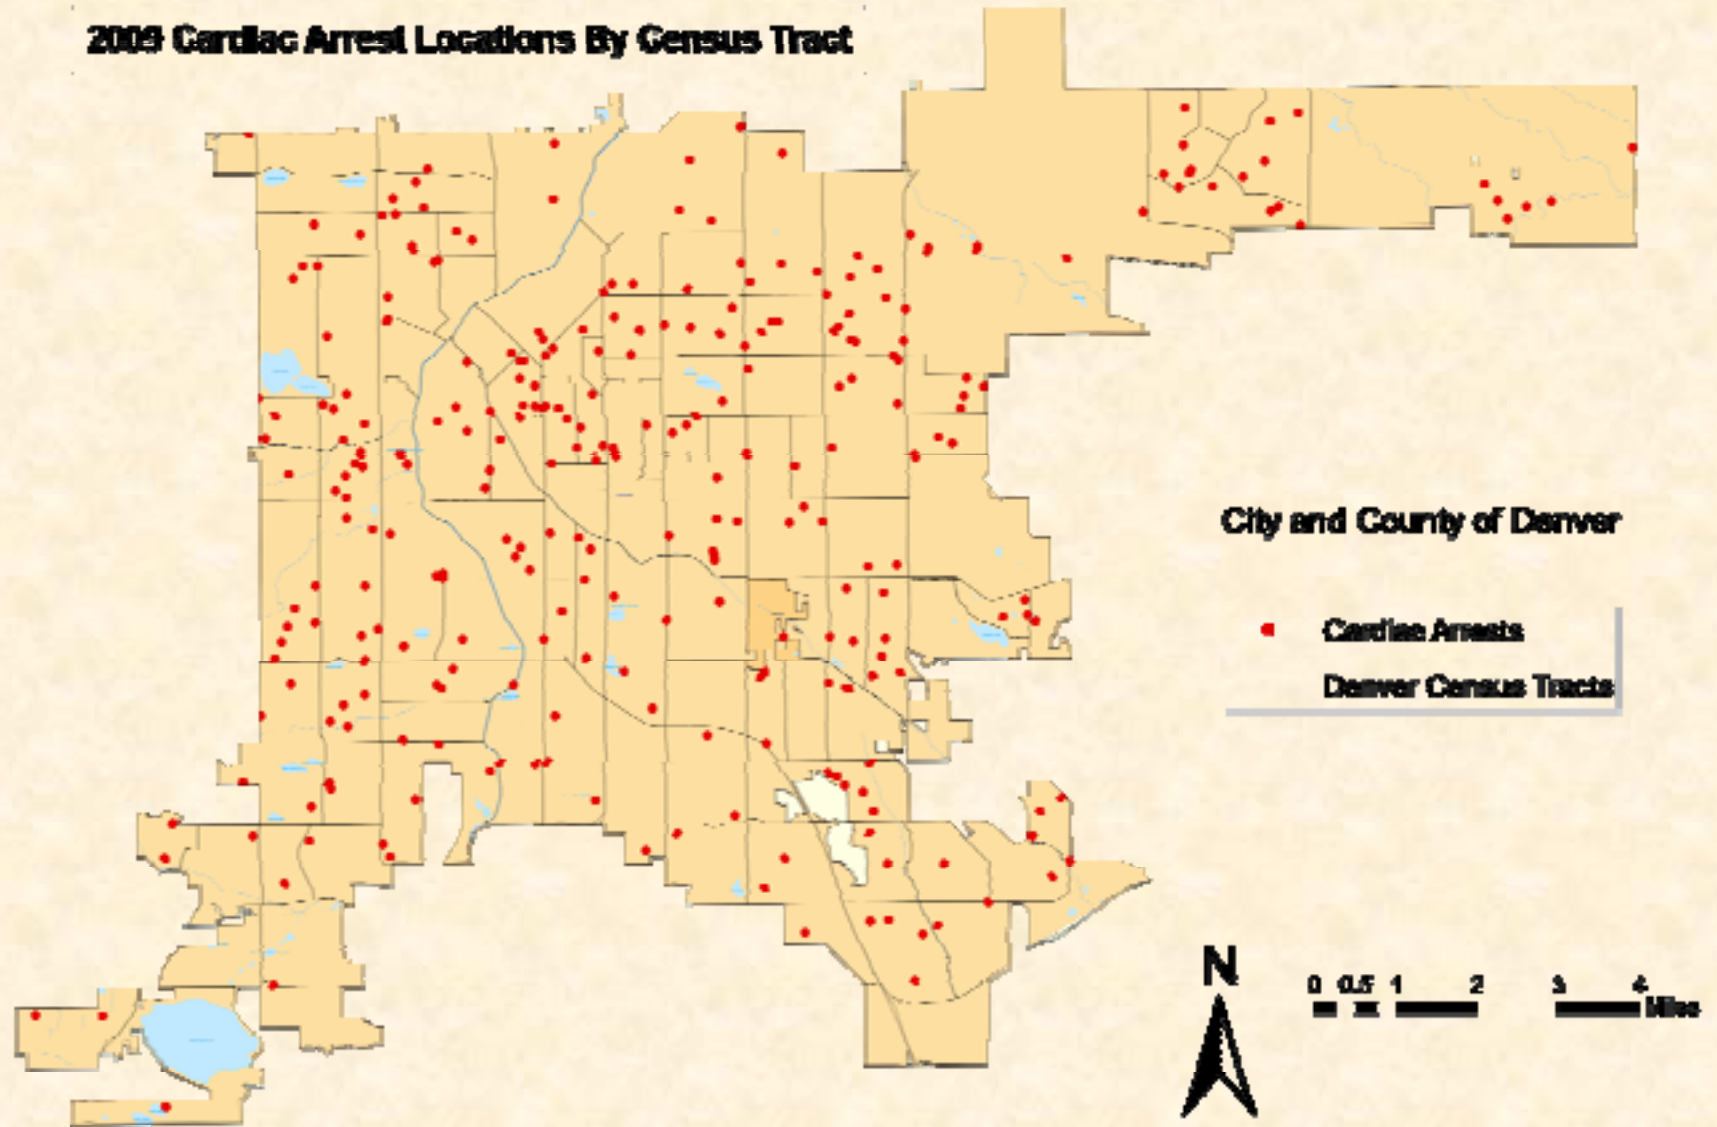 2009 Cardiac Arrest Locations By Census Tract
City and County of Denver
Cardiac Arrests
Denver Census Tracts
N
0 0.5 1 2 3 4
Miles